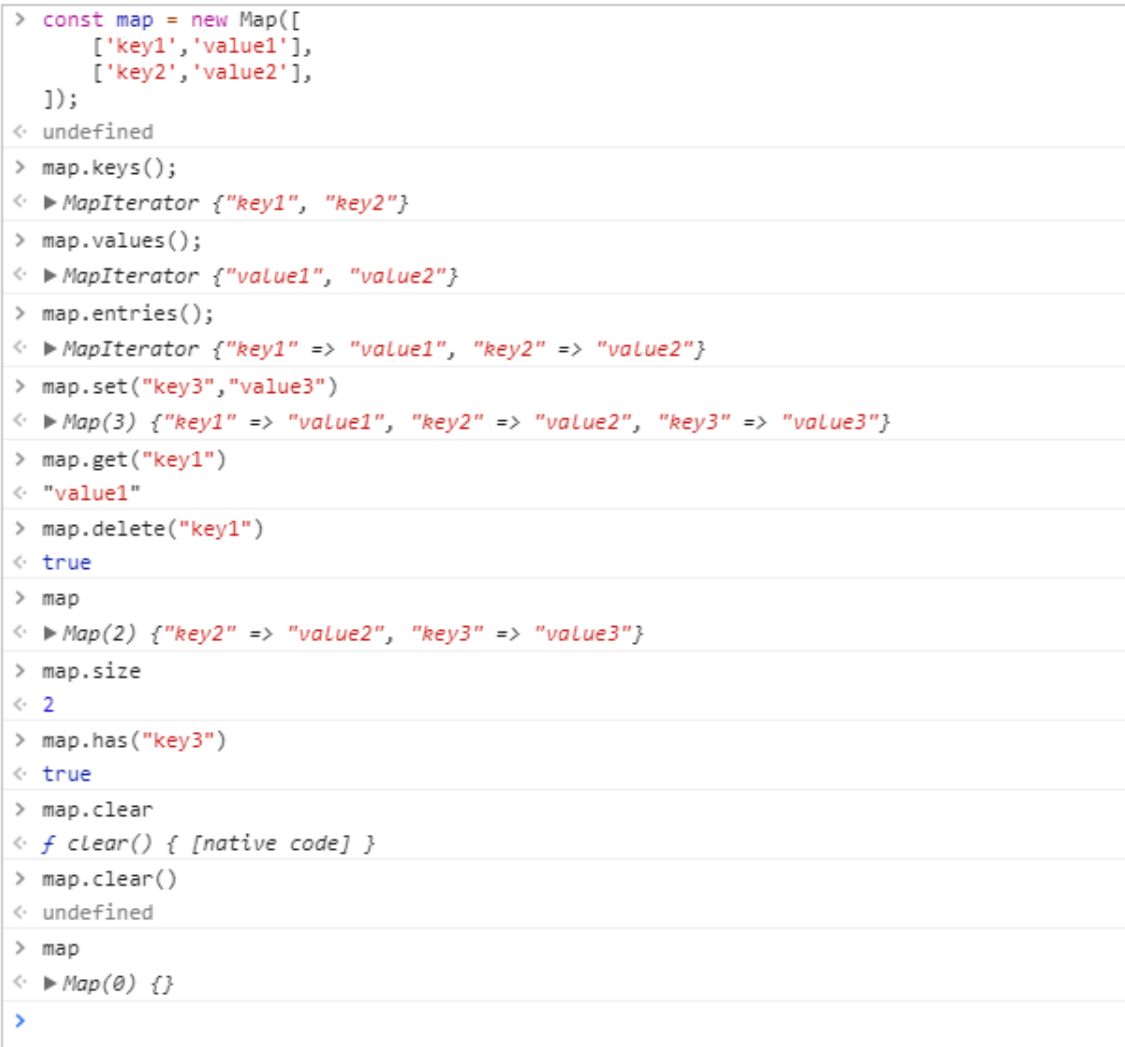 > const map = new Map([
['key1','value1'],
['key2','value2'],
]);
undefined
> map.keys();
▶ MapIterator {"key1", "key2"}
> map.values();
▶ MapIterator {"value1", "value2"}
> map.entries();
▶ MapIterator {"key1" => "value1", "key2" => "value2"}
> map.set("key3","value3")
▶ Map(3) {"key1" => "value1", "key2" => "value2", "key3" => "value3"}
> map.get("key1")
"value1"
> map.delete("key1")
true
> map
▶ Map(2) {"key2" => "value2", "key3" => "value3"}
> map.size
2
> map.has("key3")
true
> map.clear
ƒ clear() { [native code] }
> map.clear()
undefined
> map
▶ Map(0) {}
>